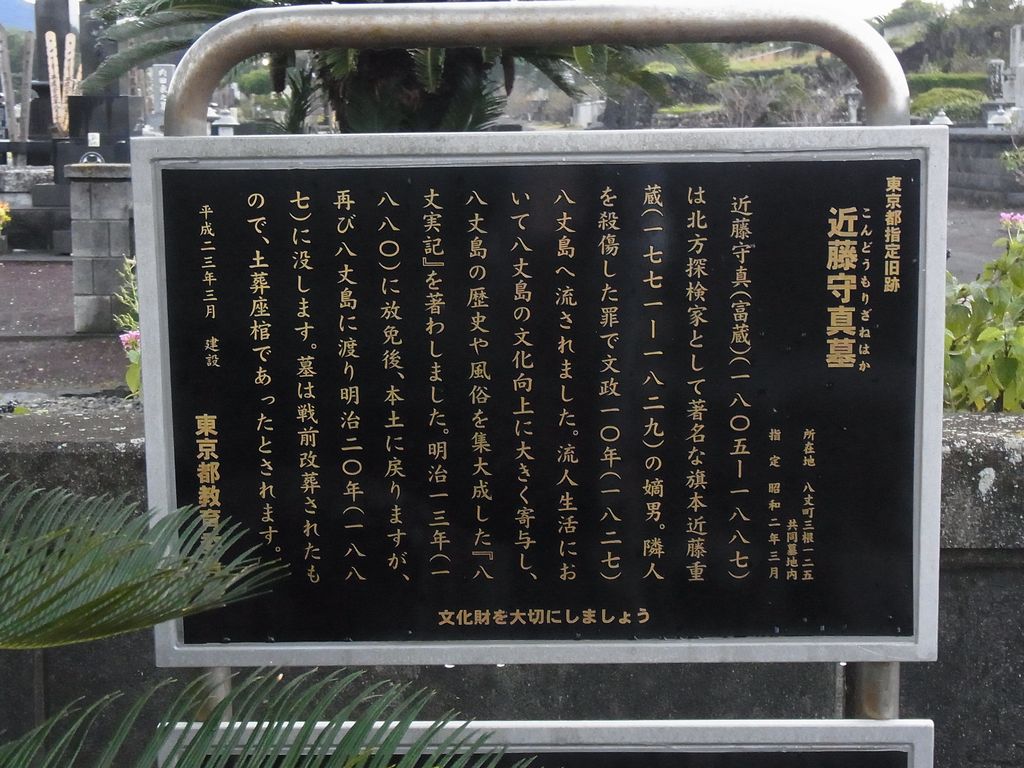 東京都指定旧跡
こんどうもりざねはか
近藤守真墓
所在地 八丈町三根一二五
共同墓地内
指定 昭和二年三月
近藤守真(富蔵)(一八〇五ー一八八七)
は北方探検家として著名な旗本近藤重
蔵(一七七一ー一八二九)の嫡男。隣人
を殺傷した罪で文政一〇年(一八二七)
八丈島へ流されました。流人生活にお
いて八丈島の文化向上に大きく寄与し、
八丈島の歴史や風俗を集大成した『八
丈実記』を著わしました。明治一三年(一
八八〇)に放免後、本土に戻りますが、
再び八丈島に渡り明治二〇年(一八八
七)に没します。墓は戦前改葬されたも
ので、土葬座棺であったとされます。
平成二三年三月 建設
東京都教育
文化財を大切にしましょう